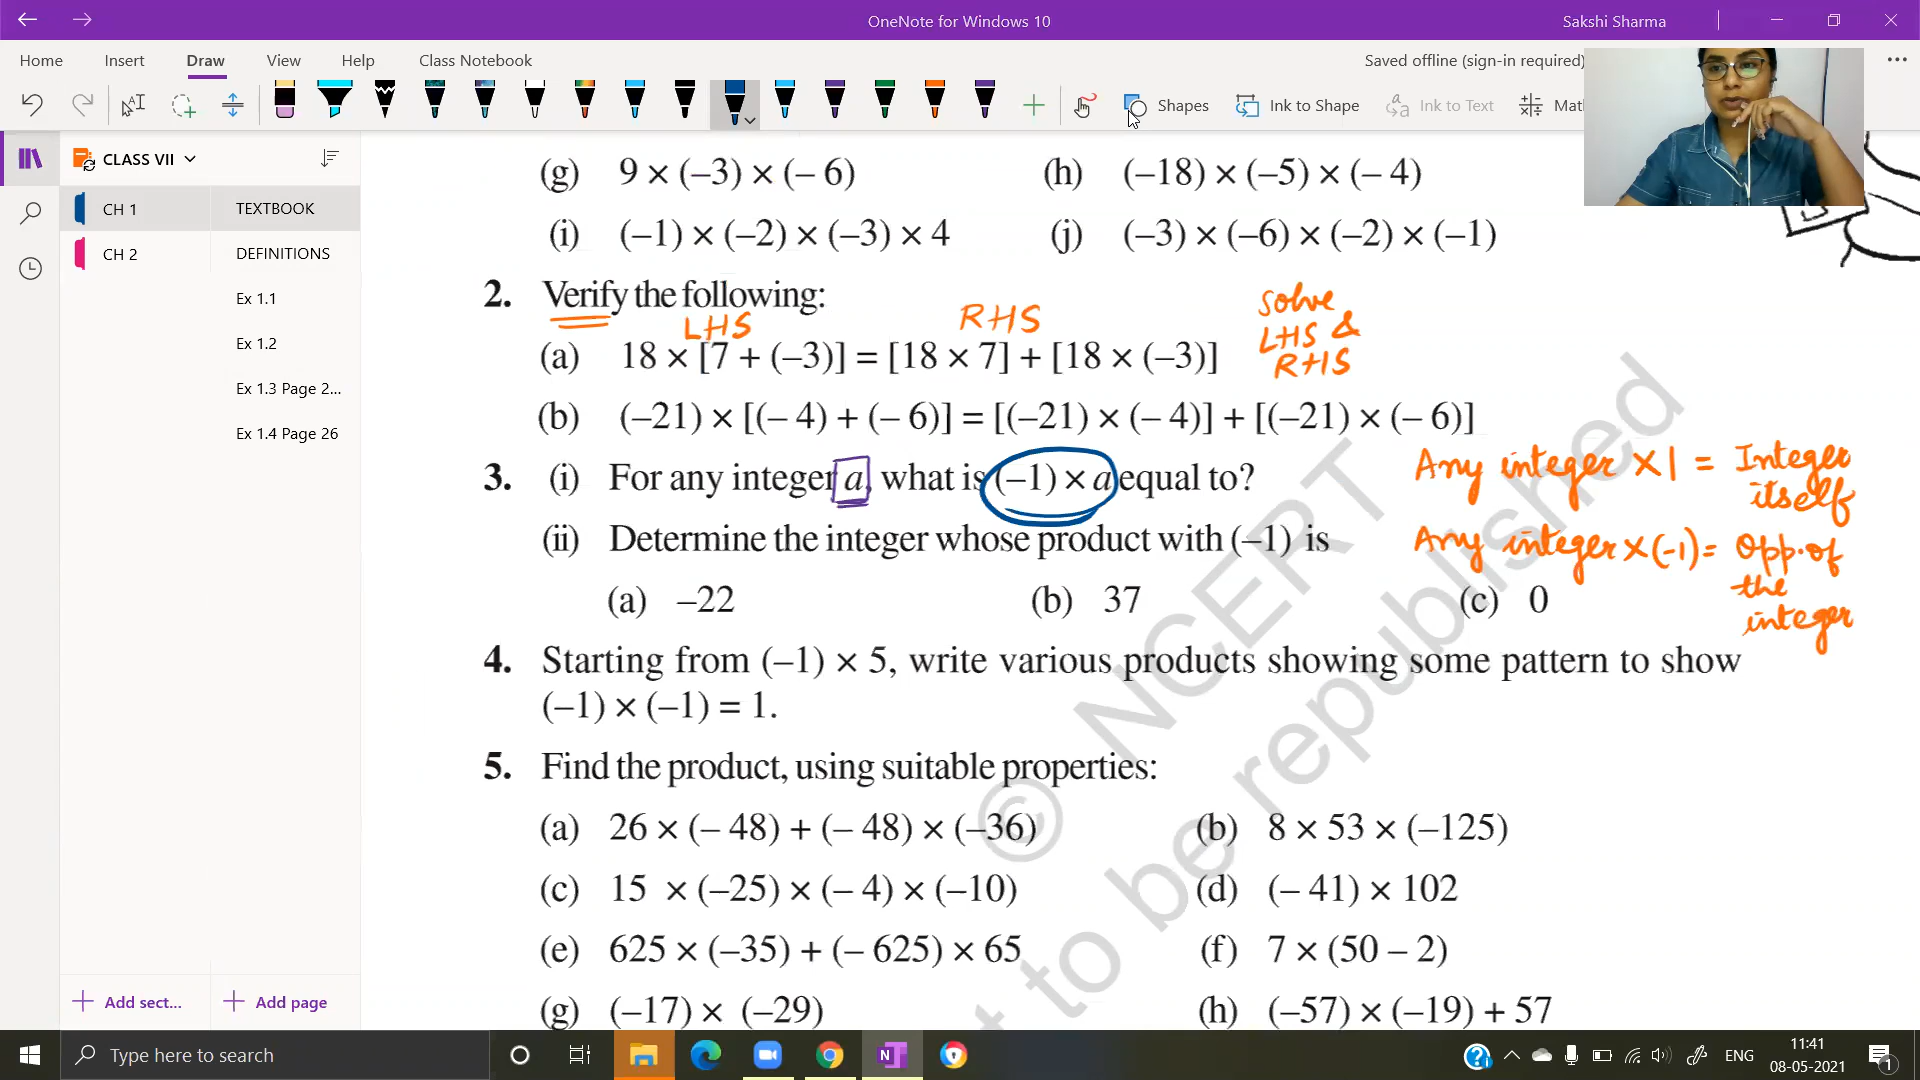 OneNote for Windows 10
Sakshi Sharma
Home Insert Draw View Help Class Notebook
Saved offline (sign-in required)
Shapes Ink to Shape Ink to Text Mat
CLASS VII
CH 1
CH 2
TEXTBOOK
DEFINITIONS
Ex 1.1
Ex 1.2
Ex 1.3 Page 2...
Ex 1.4 Page 26
(g) 9 × (–3) × (– 6) (h) (–18) × (–5) × (– 4)
(i) (–1) × (–2) × (–3) × 4 (j) (–3) × (–6) × (–2) × (–1)
2. Verify the following:
LHS RHS
solve
LHS &
RHS
(a) 18 × [7 + (–3)] = [18 × 7] + [18 × (–3)]
(b) (–21) × [(– 4) + (– 6)] = [(–21) × (– 4)] + [(–21) × (– 6)]
3. (i) For any integer a, what is (–1) × a equal to?
Any integer × 1 = Integer
itself
(ii) Determine the integer whose product with (–1) is
Any integer × (-1) = opp. of
the
integer
(a) –22 (b) 37 (c) 0
4. Starting from (–1) × 5, write various products showing some pattern to show
(–1) × (–1) = 1.
5. Find the product, using suitable properties:
(a) 26 × (– 48) + (– 48) × (–36) (b) 8 × 53 × (–125)
(c) 15 × (–25) × (– 4) × (–10) (d) (– 41) × 102
(e) 625 × (–35) + (– 625) × 65 (f) 7 × (50 – 2)
(g) (–17) × (–29) (h) (–57) × (–19) + 57
© NCERT
t to be republished
Add sect... Add page
Type here to search
ENG
11:41
08-05-2021
1